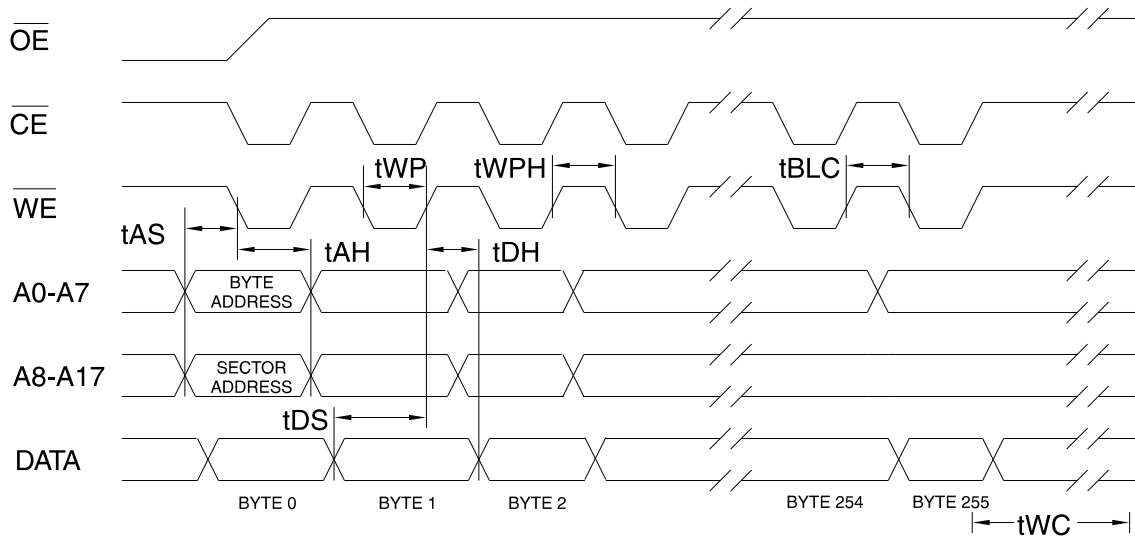 OE
CE
tWP
tWPH
tBLC
WE
tAS
tAH
tDH
A0-A7
BYTE
ADDRESS
A8-A17
SECTOR
ADDRESS
tDS
DATA
BYTE 0
BYTE 1
BYTE 2
BYTE 254
BYTE 255
tWC